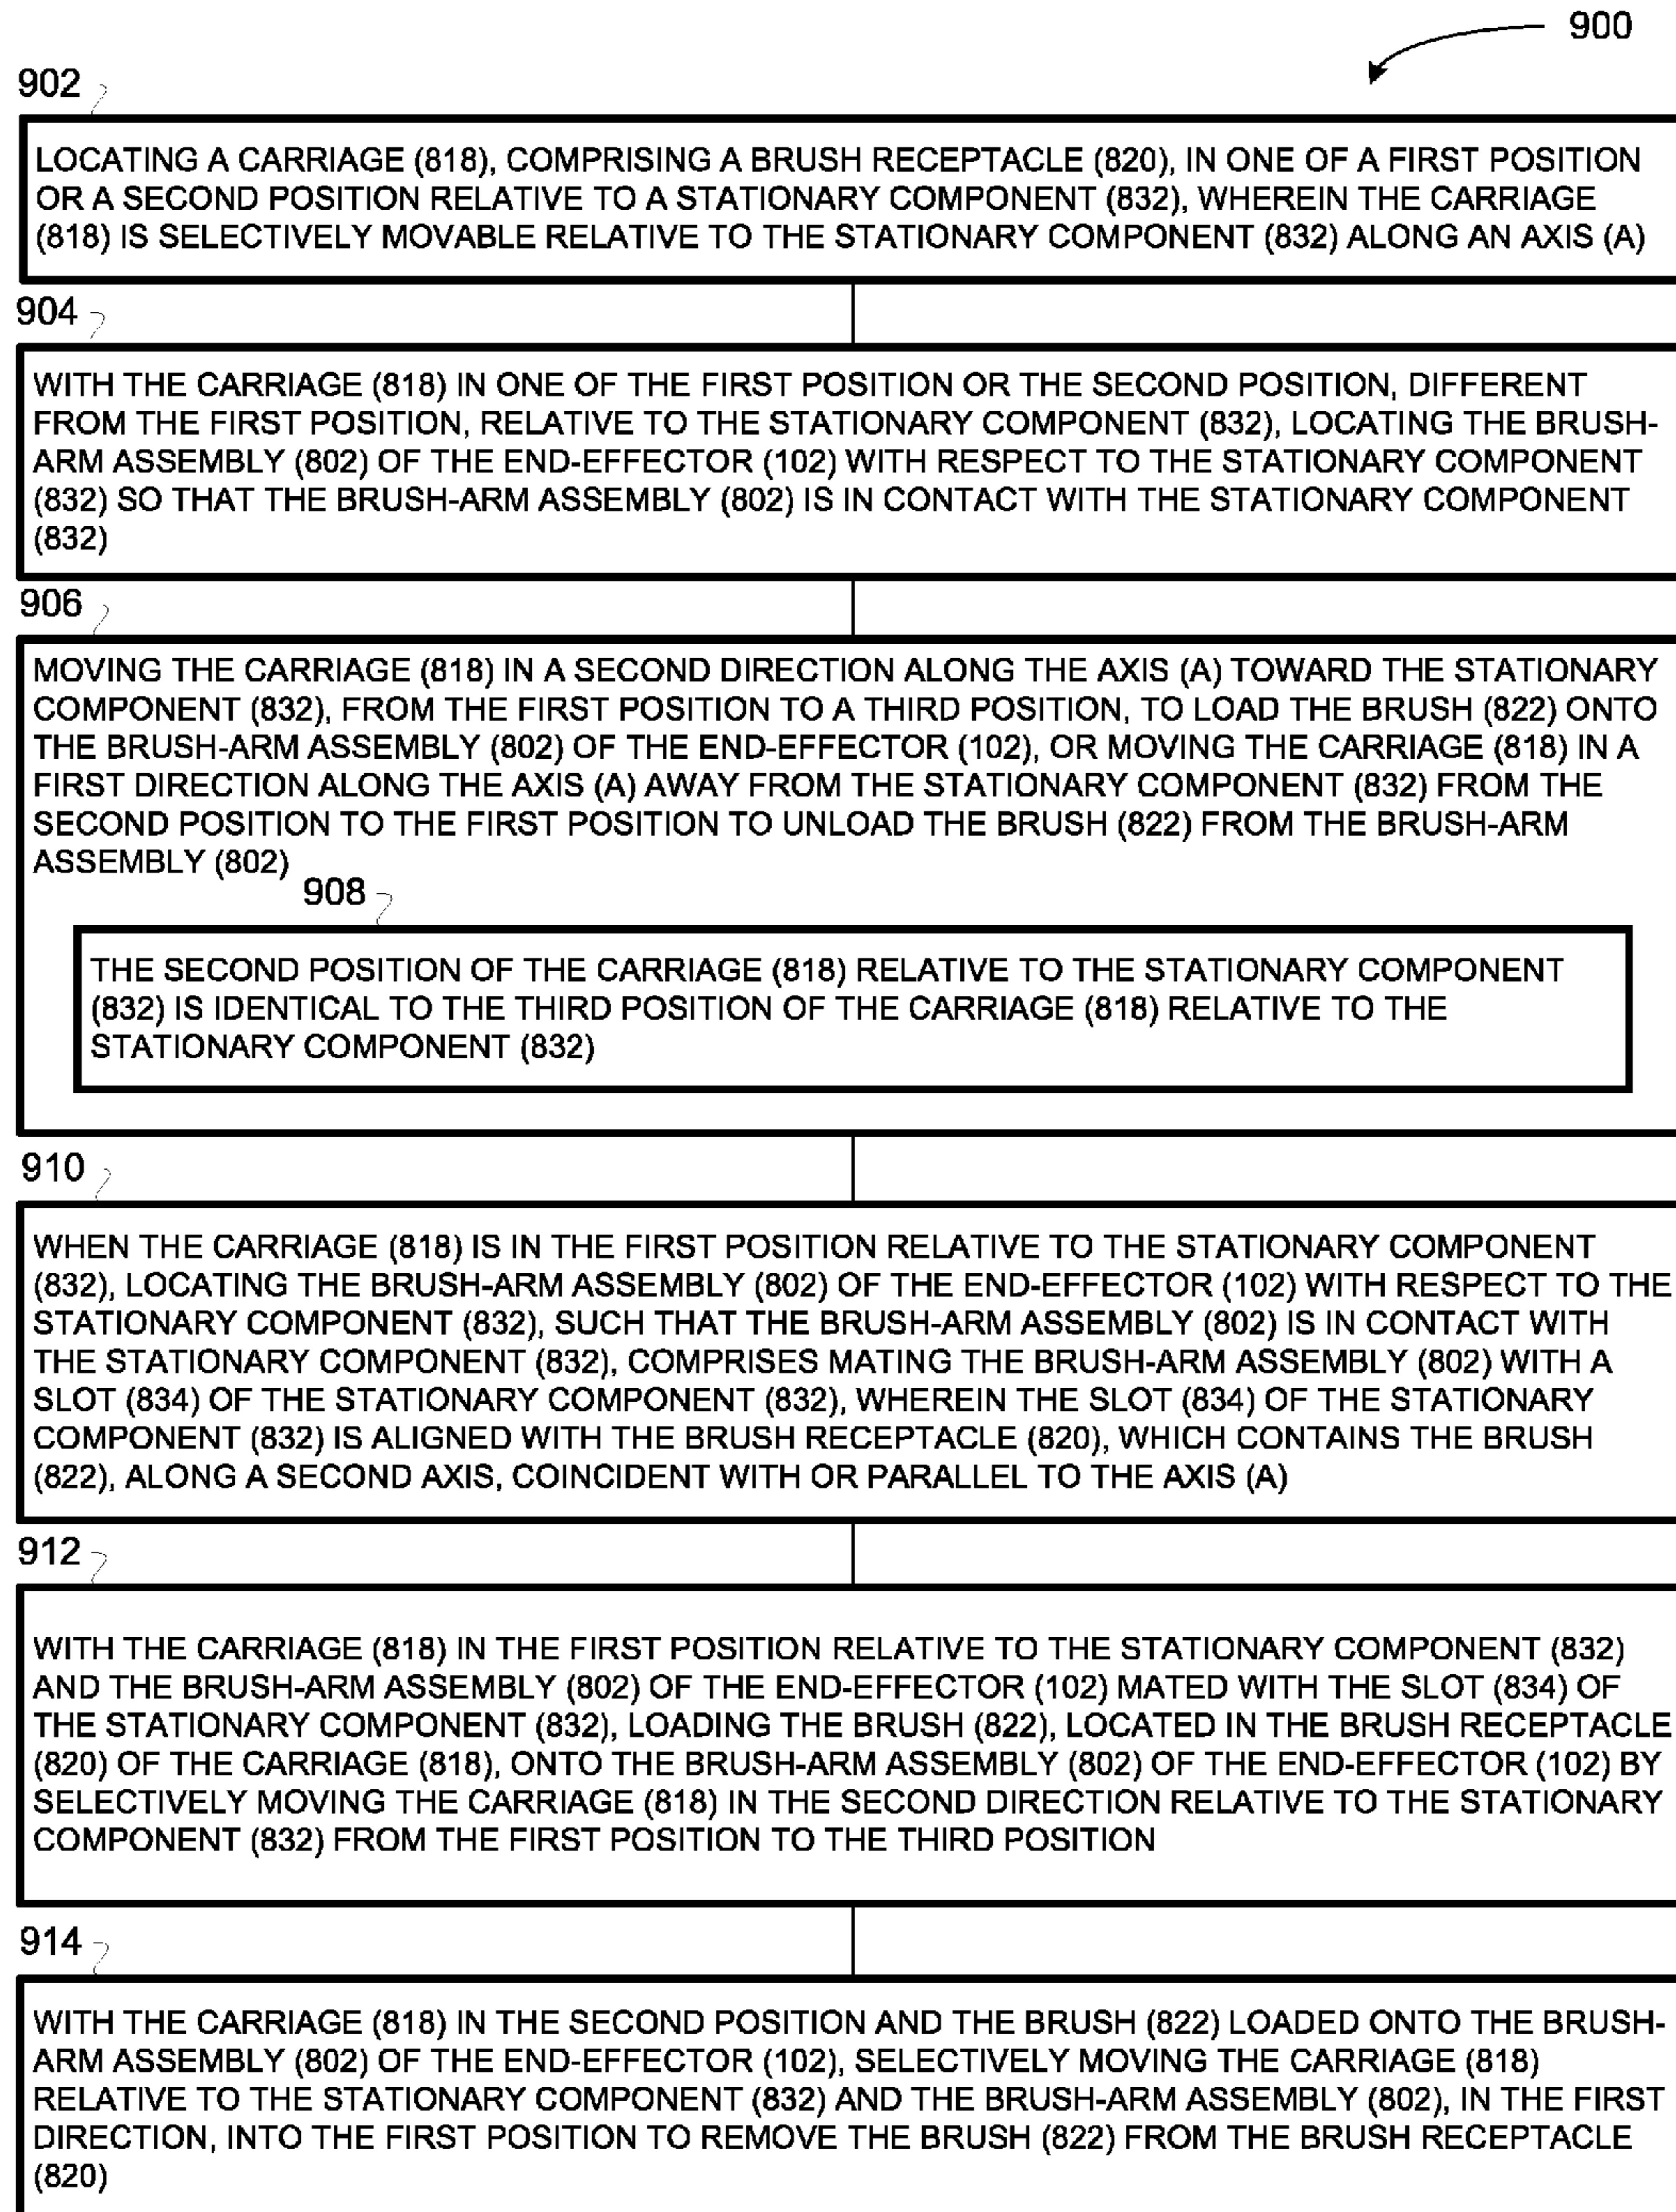 900
902
LOCATING A CARRIAGE (818), COMPRISING A BRUSH RECEPTACLE (820), IN ONE OF A FIRST POSITION
OR A SECOND POSITION RELATIVE TO A STATIONARY COMPONENT (832), WHEREIN THE CARRIAGE
(818) IS SELECTIVELY MOVABLE RELATIVE TO THE STATIONARY COMPONENT (832) ALONG AN AXIS (A)
904
WITH THE CARRIAGE (818) IN ONE OF THE FIRST POSITION OR THE SECOND POSITION, DIFFERENT
FROM THE FIRST POSITION, RELATIVE TO THE STATIONARY COMPONENT (832), LOCATING THE BRUSH-
ARM ASSEMBLY (802) OF THE END-EFFECTOR (102) WITH RESPECT TO THE STATIONARY COMPONENT
(832) SO THAT THE BRUSH-ARM ASSEMBLY (802) IS IN CONTACT WITH THE STATIONARY COMPONENT
(832)
906
MOVING THE CARRIAGE (818) IN A SECOND DIRECTION ALONG THE AXIS (A) TOWARD THE STATIONARY
COMPONENT (832), FROM THE FIRST POSITION TO A THIRD POSITION, TO LOAD THE BRUSH (822) ONTO
THE BRUSH-ARM ASSEMBLY (802) OF THE END-EFFECTOR (102), OR MOVING THE CARRIAGE (818) IN A
FIRST DIRECTION ALONG THE AXIS (A) AWAY FROM THE STATIONARY COMPONENT (832) FROM THE
SECOND POSITION TO THE FIRST POSITION TO UNLOAD THE BRUSH (822) FROM THE BRUSH-ARM
ASSEMBLY (802)
908
THE SECOND POSITION OF THE CARRIAGE (818) RELATIVE TO THE STATIONARY COMPONENT
(832) IS IDENTICAL TO THE THIRD POSITION OF THE CARRIAGE (818) RELATIVE TO THE
STATIONARY COMPONENT (832)
910
WHEN THE CARRIAGE (818) IS IN THE FIRST POSITION RELATIVE TO THE STATIONARY COMPONENT
(832), LOCATING THE BRUSH-ARM ASSEMBLY (802) OF THE END-EFFECTOR (102) WITH RESPECT TO THE
STATIONARY COMPONENT (832), SUCH THAT THE BRUSH-ARM ASSEMBLY (802) IS IN CONTACT WITH
THE STATIONARY COMPONENT (832), COMPRISES MATING THE BRUSH-ARM ASSEMBLY (802) WITH A
SLOT (834) OF THE STATIONARY COMPONENT (832), WHEREIN THE SLOT (834) OF THE STATIONARY
COMPONENT (832) IS ALIGNED WITH THE BRUSH RECEPTACLE (820), WHICH CONTAINS THE BRUSH
(822), ALONG A SECOND AXIS, COINCIDENT WITH OR PARALLEL TO THE AXIS (A)
912
WITH THE CARRIAGE (818) IN THE FIRST POSITION RELATIVE TO THE STATIONARY COMPONENT (832)
AND THE BRUSH-ARM ASSEMBLY (802) OF THE END-EFFECTOR (102) MATED WITH THE SLOT (834) OF
THE STATIONARY COMPONENT (832), LOADING THE BRUSH (822), LOCATED IN THE BRUSH RECEPTACLE
(820) OF THE CARRIAGE (818), ONTO THE BRUSH-ARM ASSEMBLY (802) OF THE END-EFFECTOR (102) BY
SELECTIVELY MOVING THE CARRIAGE (818) IN THE SECOND DIRECTION RELATIVE TO THE STATIONARY
COMPONENT (832) FROM THE FIRST POSITION TO THE THIRD POSITION
914
WITH THE CARRIAGE (818) IN THE SECOND POSITION AND THE BRUSH (822) LOADED ONTO THE BRUSH-
ARM ASSEMBLY (802) OF THE END-EFFECTOR (102), SELECTIVELY MOVING THE CARRIAGE (818)
RELATIVE TO THE STATIONARY COMPONENT (832) AND THE BRUSH-ARM ASSEMBLY (802), IN THE FIRST
DIRECTION, INTO THE FIRST POSITION TO REMOVE THE BRUSH (822) FROM THE BRUSH RECEPTACLE
(820)